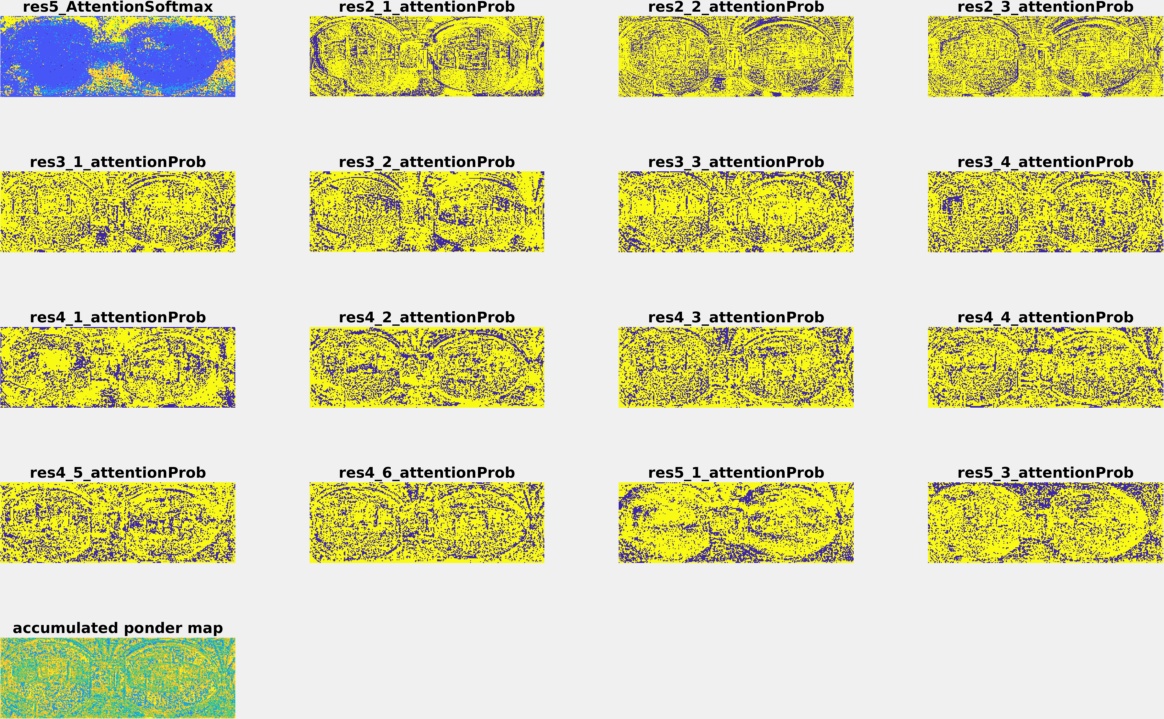 res5_AttentionSoftmax
res2_1_attentionProb
res2_2_attentionProb
res2_3_attentionProb
res3_1_attentionProb
res3_2_attentionProb
res3_3_attentionProb
res3_4_attentionProb
res4_1_attentionProb
res4_2_attentionProb
res4_3_attentionProb
res4_4_attentionProb
res4_5_attentionProb
res4_6_attentionProb
res5_1_attentionProb
res5_3_attentionProb
accumulated ponder map